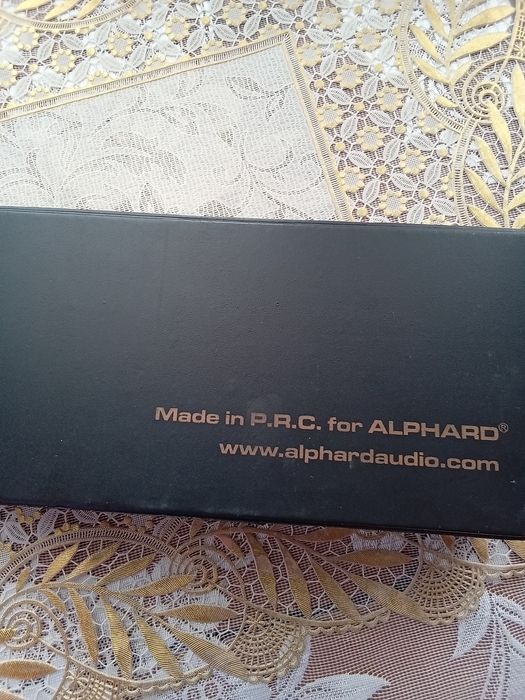 Made in P.R.C. for ALPHARD®
www.alphardaudio.com